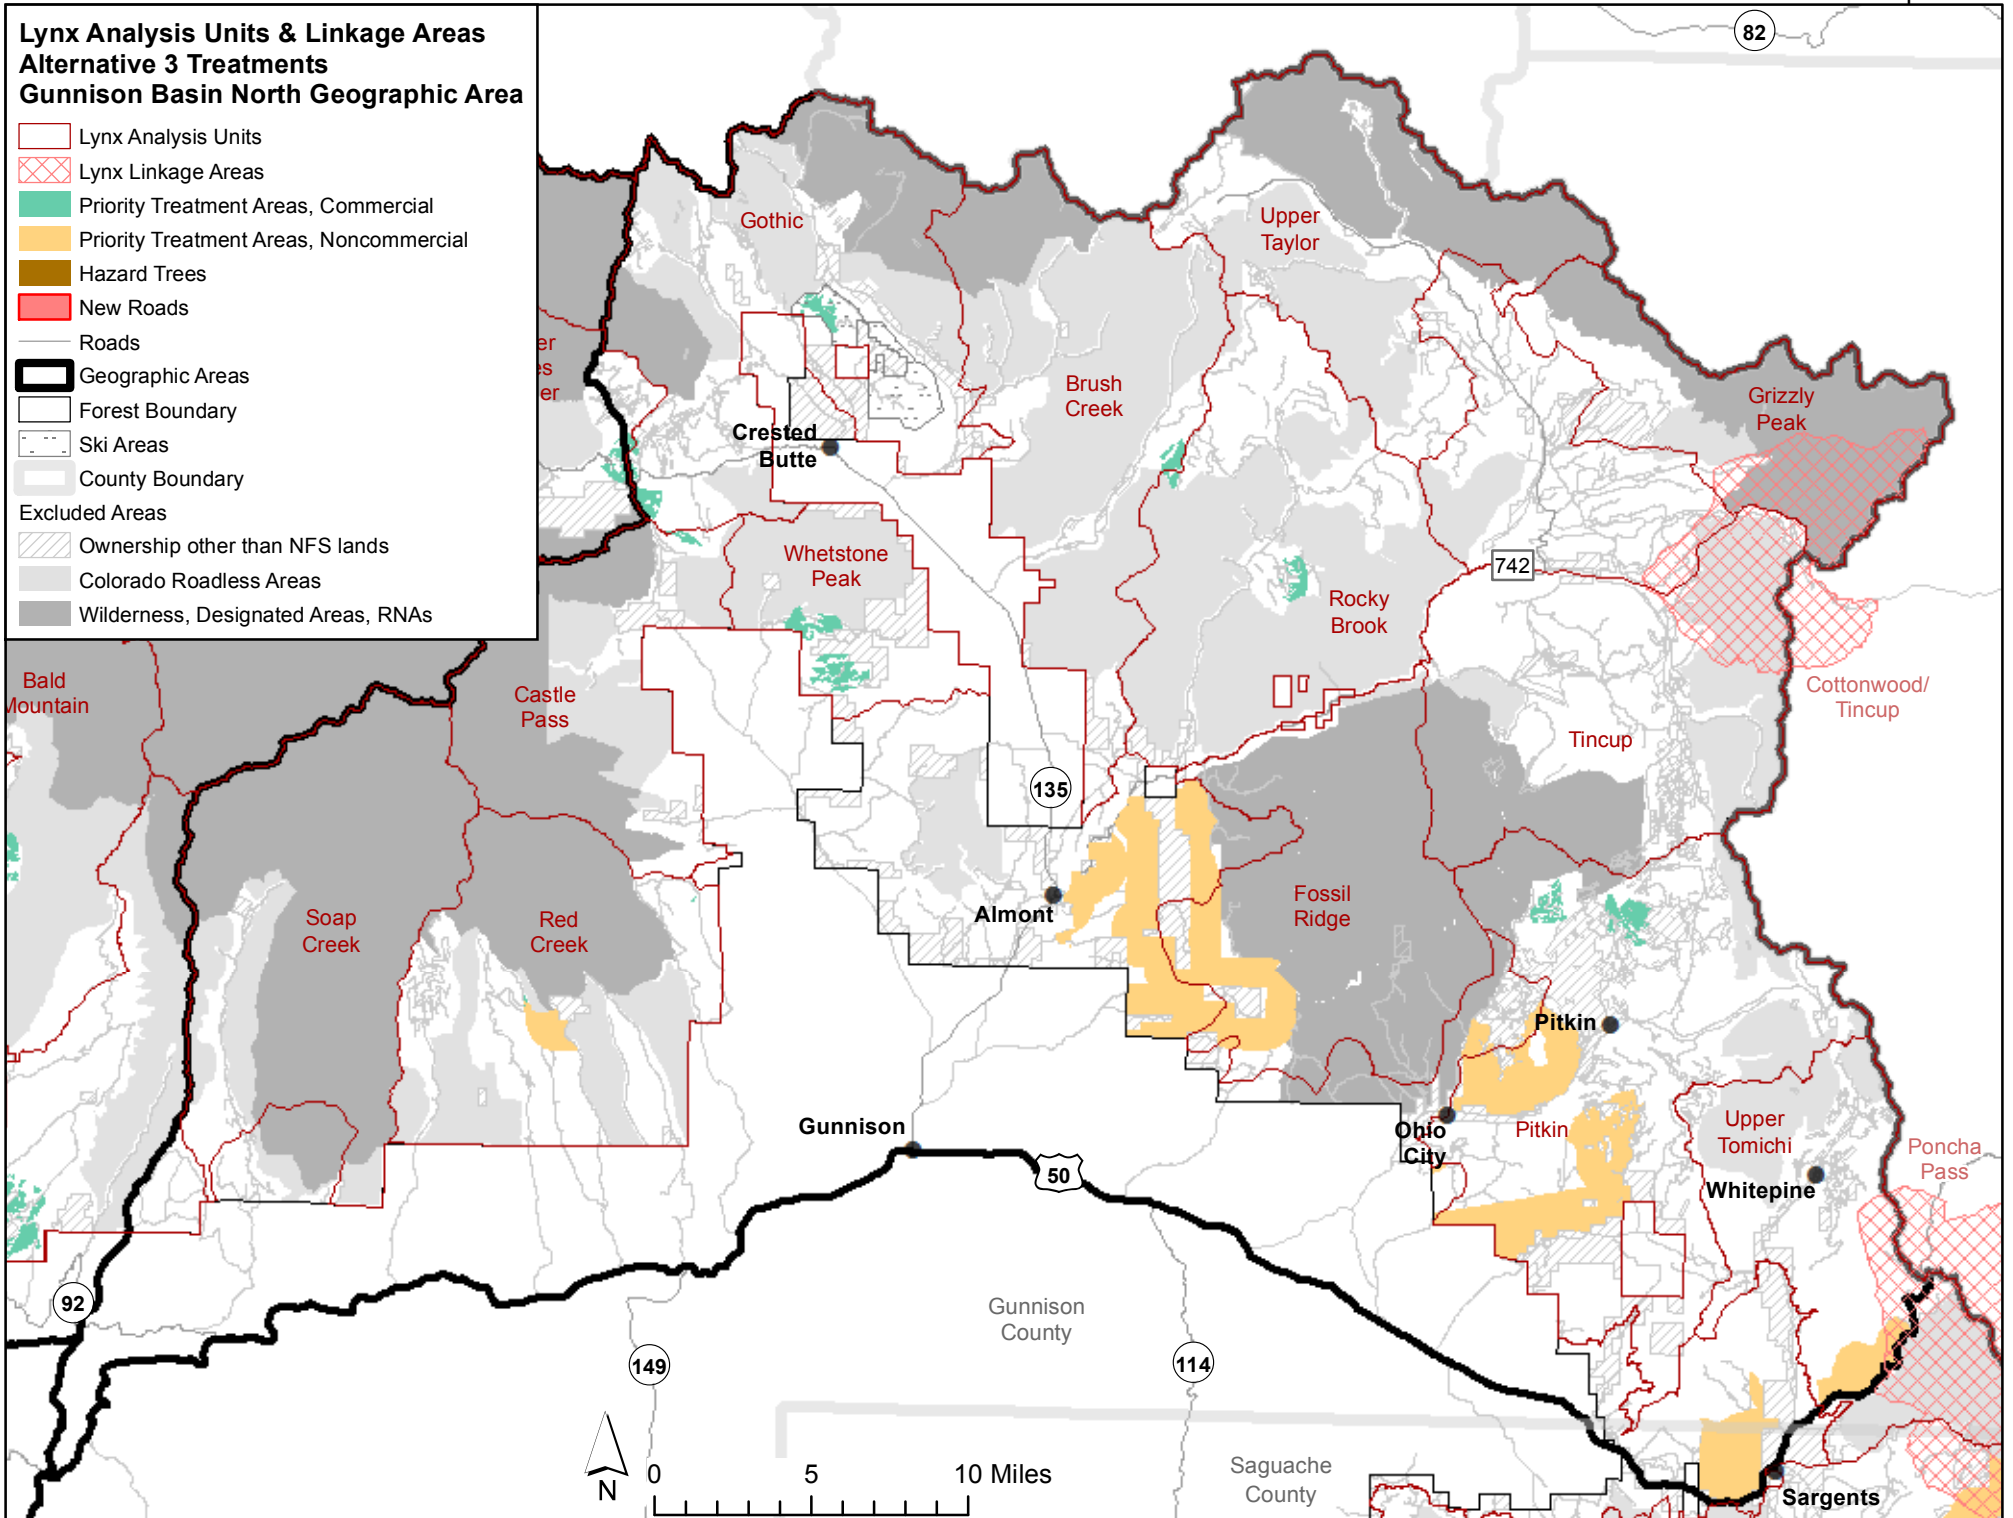 Lynx Analysis Units & Linkage Areas
Alternative 3 Treatments
Gunnison Basin North Geographic Area
Lynx Analysis Units
Lynx Linkage Areas
Priority Treatment Areas, Commercial
Priority Treatment Areas, Noncommercial
Hazard Trees
New Roads
Roads
Geographic Areas
Forest Boundary
Ski Areas
County Boundary
Excluded Areas
Ownership other than NFS lands
Colorado Roadless Areas
Wilderness, Designated Areas, RNAs
82
Gothic
Upper
Taylor
er
es
er
Brush
Creek
Grizzly
Peak
Crested
Butte
Whetstone
Peak
742
Rocky
Brook
Bald
Mountain
Castle
Pass
Cottonwood/
Tincup
Tincup
135
Almont
Fossil
Ridge
Soap
Creek
Red
Creek
Pitkin
Gunnison
Ohio
City
Pitkin
Upper
Tomichi
Poncha
Pass
50
Whitepine
92
Gunnison
County
149
114
0 5 10 Miles
N
Saguache
County
Sargents